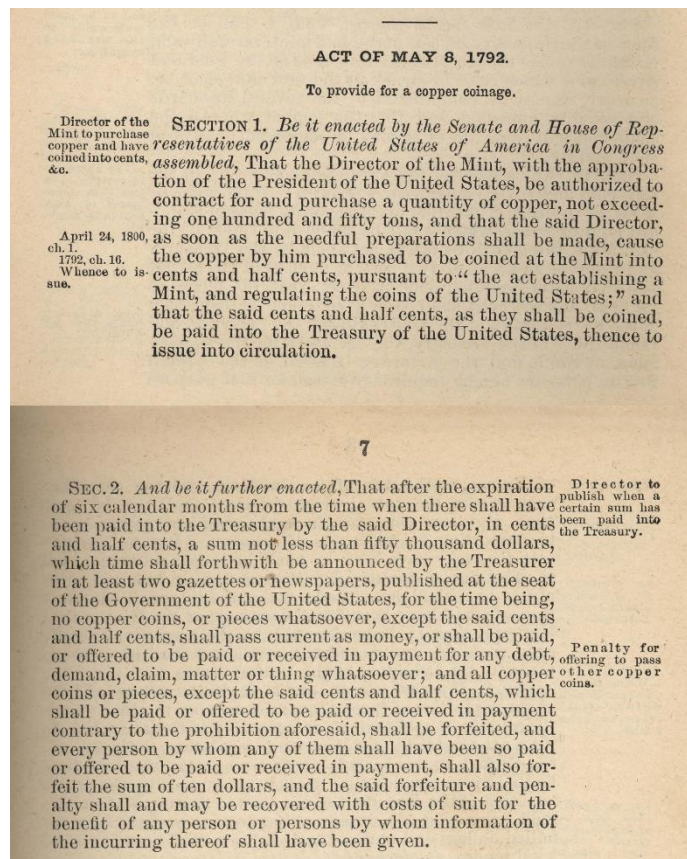 ACT OF MAY 8, 1792.
To provide for a copper coinage.
Director of the
Mint to purchase
copper and have
coined into cents,
&c.
SECTION 1. Be it enacted by the Senate and House of Rep-
resentatives of the United States of America in Congress
assembled, That the Director of the Mint, with the approba-
tion of the President of the United States, be authorized to
contract for and purchase a quantity of copper, not exceed-
ing one hundred and fifty tons, and that the said Director,
April 24, 1800,
ch. 1.
1792, ch. 16.
Whence to is-
sue.
as soon as the needful preparations shall be made, cause
the copper by him purchased to be coined at the Mint into
cents and half cents, pursuant to “ the act establishing a
Mint, and regulating the coins of the United States;” and
that the said cents and half cents, as they shall be coined,
be paid into the Treasury of the United States, thence to
issue into circulation.
7
SEC. 2. And be it further enacted, That after the expiration
of six calendar months from the time when there shall have
been paid into the Treasury by the said Director, in cents
and half cents, a sum not less than fifty thousand dollars,
which time shall forthwith be announced by the Treasurer
in at least two gazettes or newspapers, published at the seat
of the Government of the United States, for the time being,
no copper coins, or pieces whatsoever, except the said cents
and half cents, shall pass current as money, or shall be paid,
or offered to be paid or received in payment for any debt,
demand, claim, matter or thing whatsoever; and all copper
coins or pieces, except the said cents and half cents, which
shall be paid or offered to be paid or received in payment
contrary to the prohibition aforesaid, shall be forfeited, and
every person by whom any of them shall have been so paid
or offered to be paid or received in payment, shall also for-
feit the sum of ten dollars, and the said forfeiture and pen-
alty shall and may be recovered with costs of suit for the
benefit of any person or persons by whom information of
the incurring thereof shall have been given.
Director to
publish when a
certain sum has
been paid into
the Treasury.
Penalty for
offering to pass
other copper
coins.